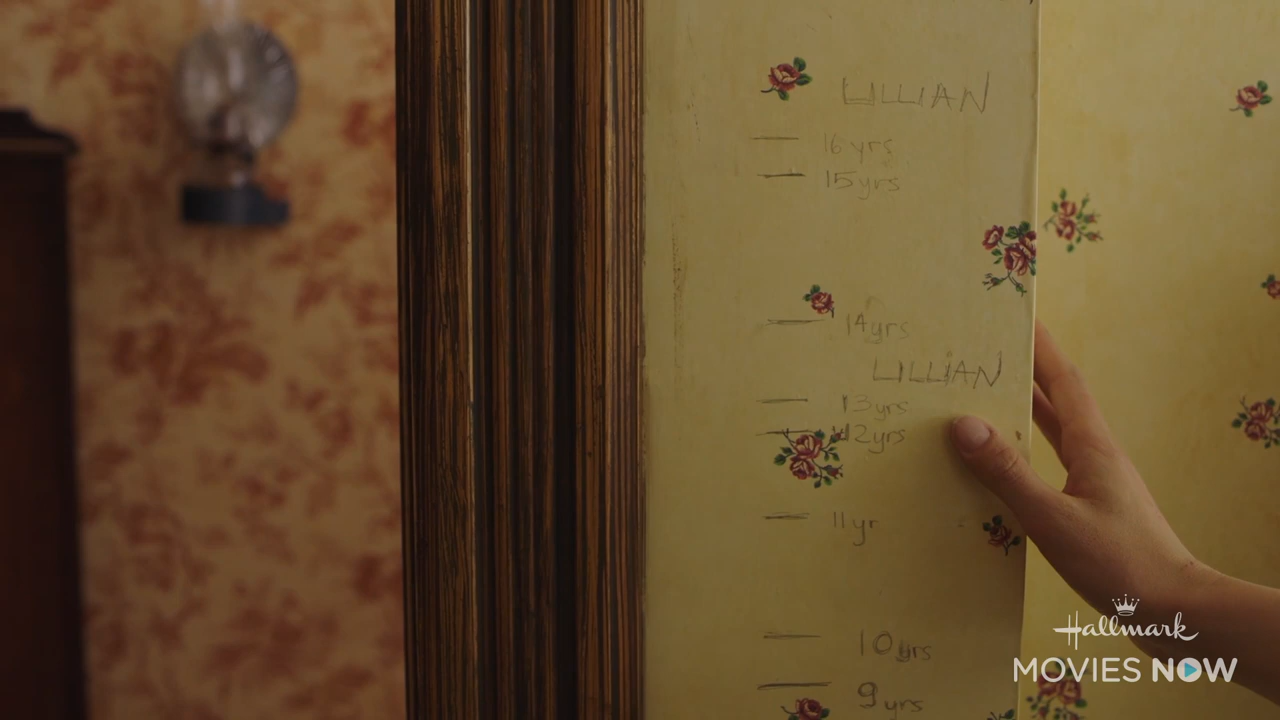 LILLIAN
16 yrs
15 yrs
14 yrs
LILLIAN
13 yrs
12 yrs
11 yr
10 yrs
9 yrs
Hallmark
MOVIES NOW